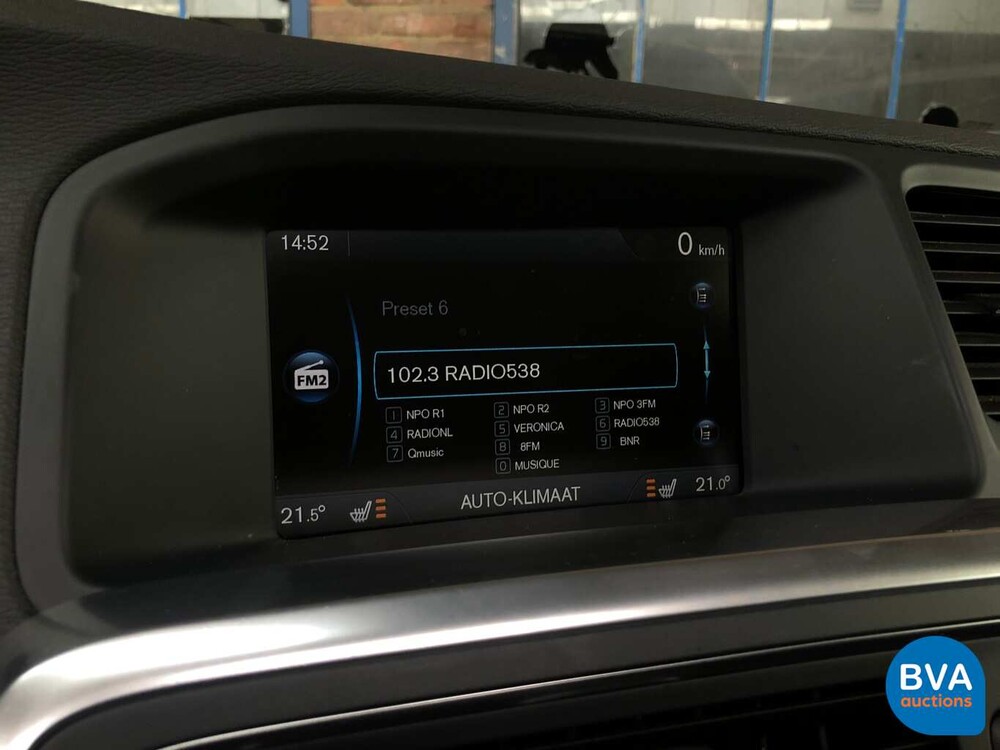 14:52
0 km/h
Preset 6
FM2
102.3 RADIO538
1 NPO R1 2 NPO R2 3 NPO 3FM
4 RADIONL 5 VERONICA 6 RADIO538
7 Qmusic 8 8FM 9 BNR
0 MUSIQUE
21.5° AUTO-KLIMAAT 21.0°
BVA
auctions